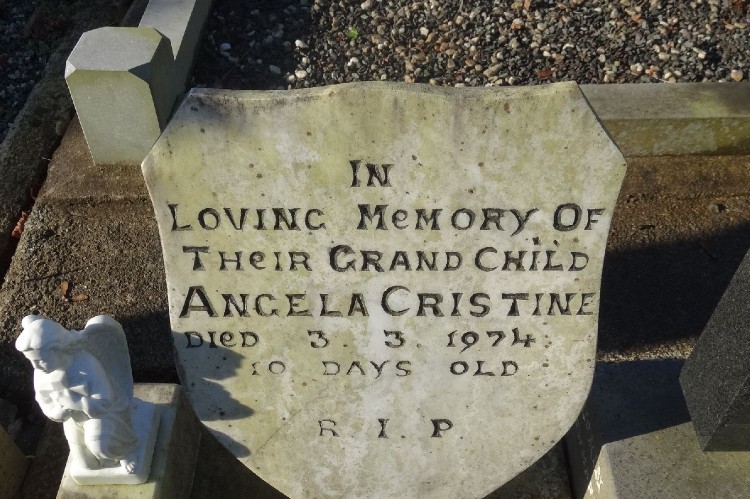 IN
LOVING MeMORY OF
THeIR GRAND CHILD
ANGELA CRISTINE
DIeD 3. 3. 1974.
10 DAYS OLD
R I P